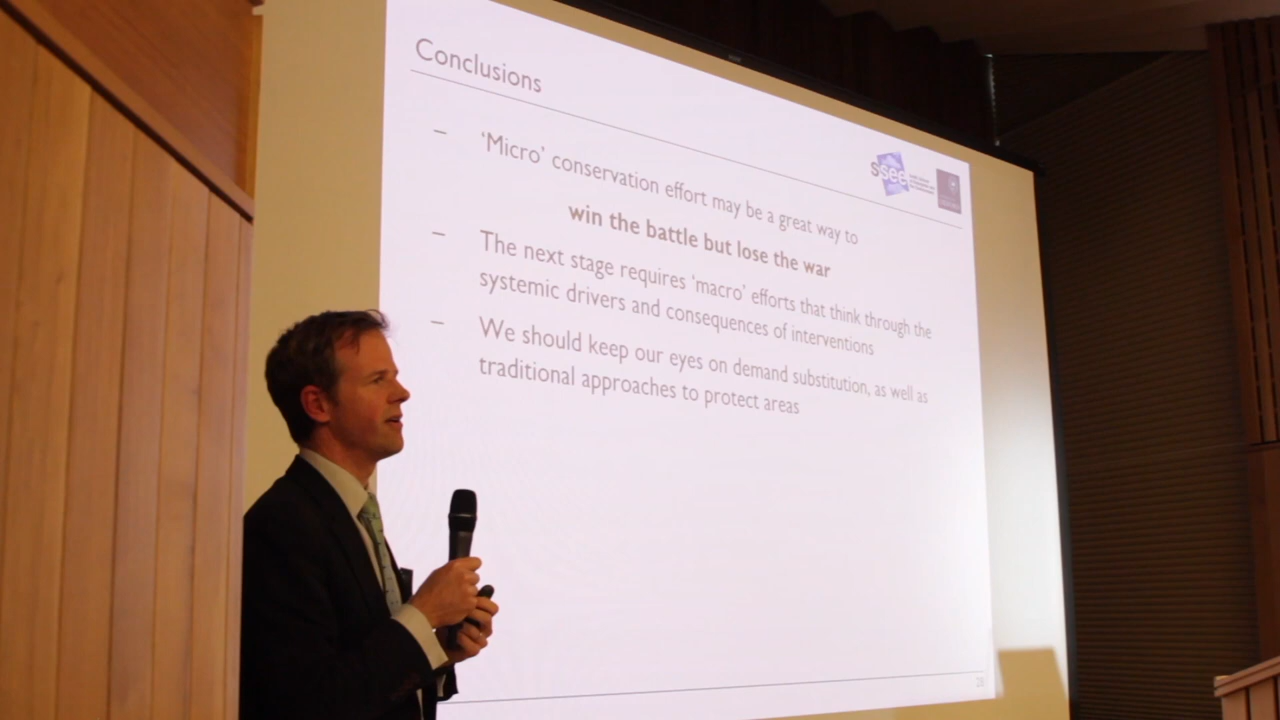 Conclusions
– 'Micro' conservation effort may be a great way to
win the battle but lose the war
– The next stage requires 'macro' efforts that think through the
systemic drivers and consequences of interventions
– We should keep our eyes on demand substitution, as well as
traditional approaches to protect areas
ssee
28